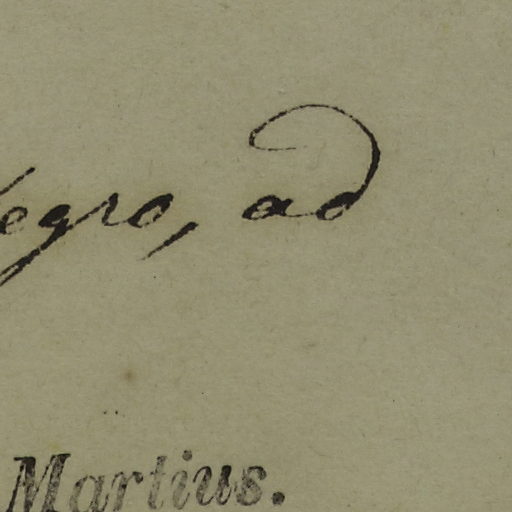 egro, ad
Martius.